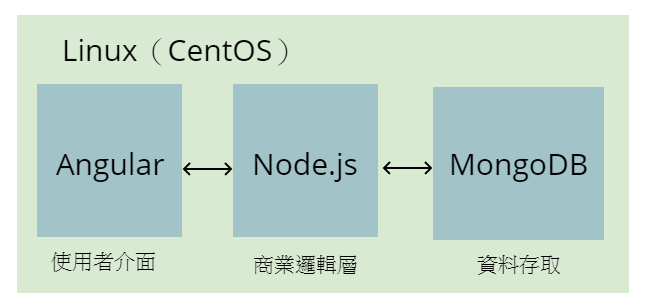 Linux（CentOS）
Angular
Node.js
MongoDB
使用者介面
商業邏輯層
資料存取